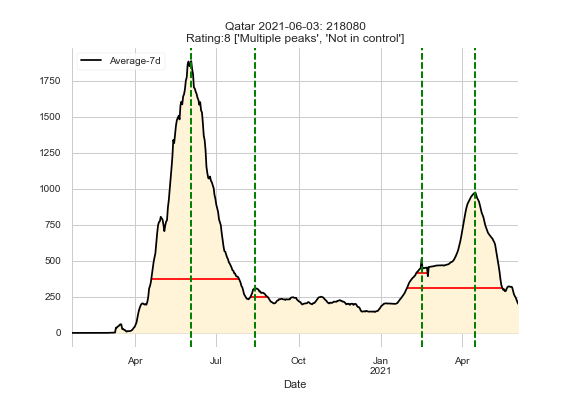 Qatar 2021-06-03: 218080
Rating:8 ['Multiple peaks', 'Not in control']
Average-7d
1750
1500
1250
1000
750
500
250
0
Apr
Jul
Oct
Jan
2021
Apr
Date